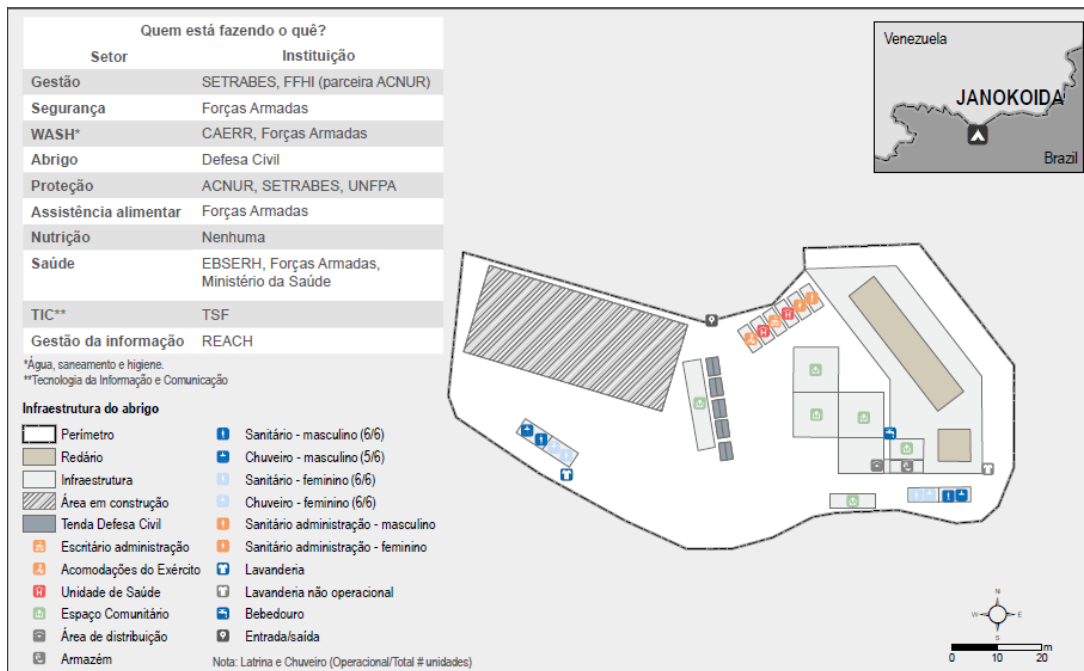 Quem está fazendo o quê?
Setor Instituição
Gestão SETRABES, FFHI (parceira ACNUR)
Segurança Forças Armadas
WASH* CAERR, Forças Armadas
Abrigo Defesa Civil
Proteção ACNUR, SETRABES, UNFPA
Assistência alimentar Forças Armadas
Nutrição Nenhuma
Saúde EBSERH, Forças Armadas,
Ministério da Saúde
TIC** TSF
Gestão da informação REACH
*Água, saneamento e higiene.
**Tecnologia da Informação e Comunicação
Infraestrutura do abrigo
Perímetro
Redário
Infraestrutura
Área em construção
Tenda Defesa Civil
Escritário administração
Acomodações do Exército
Unidade de Saúde
Espaço Comunitário
Área de distribuição
Armazém
Sanitário - masculino (6/6)
Chuveiro - masculino (5/6)
Sanitário - feminino (6/6)
Chuveiro - feminino (6/6)
Sanitário administração - masculino
Sanitário administração - feminino
Lavanderia
Lavanderia não operacional
Bebedouro
Entrada/saída
Nota: Latrina e Chuveiro (Operacional/Total # unidades)
Venezuela
JANOKOIDA
Brazil
N
W E
S
m
0 10 20